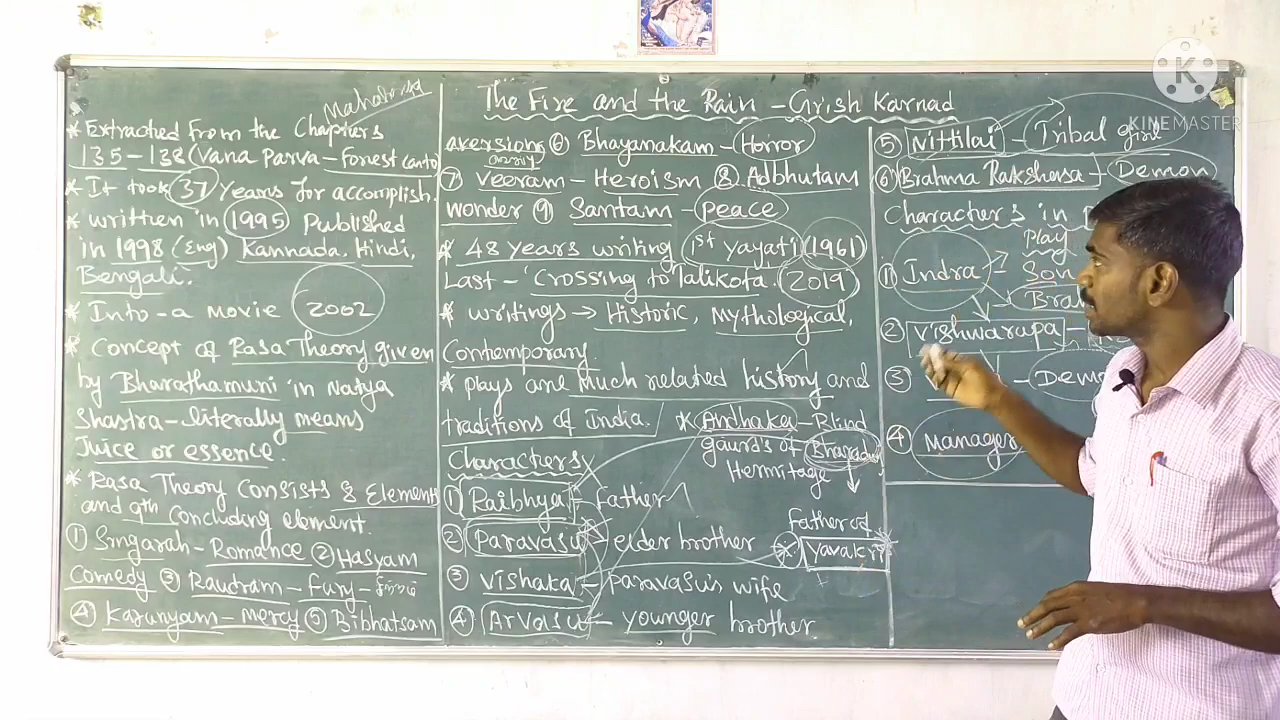 The Fire and the Rain - Grish Karnad
* Extracted from the Chapters
135-138 (Vana Parva - Forest canto
* It took 37 Years for accomplish.
* written in 1995 Published
in 1998 (Eng) Kannada, Hindi,
Bengali.
* Into - a movie 2002
* Concept of Rasa Theory given
by Bharathamuni in Natya
Shastra - literally means
Juice or essence.
* Rasa Theory Consists 8 Elements
and 9th Concluding element.
① Sringarah - Romance ② Hasyam
Comedy ③ Raudram - Fury -
④ Karunyam - mercy ⑤ Bibhatsam
aversions ⑥ Bhayanakam - Horror
⑦ Veeram - Heroism ⑧ Adbhutam
wonder ⑨ Santam - peace
* 48 years writing 1st Yayati (1961)
Last - 'Crossing to Talikota. 2019
* writings → Historic, Mythological,
Contemporary.
* plays are much related history and
traditions of India. * Andhaka - Blind
gaurd's of
Hermitage
Characters
① Raibhya - father
② Paravasu - elder brother
③ Vishaka - paravasu's wife
④ Arvasu - younger brother
Father of
Yavakri
⑤ Nittilai - Tribal girl
⑥ Brahma Rakshasa - Demon
Characters in
Play
① Indra - Son
② Vishwarupa -
③ - Demo
④ manager
K
KINEMASTER